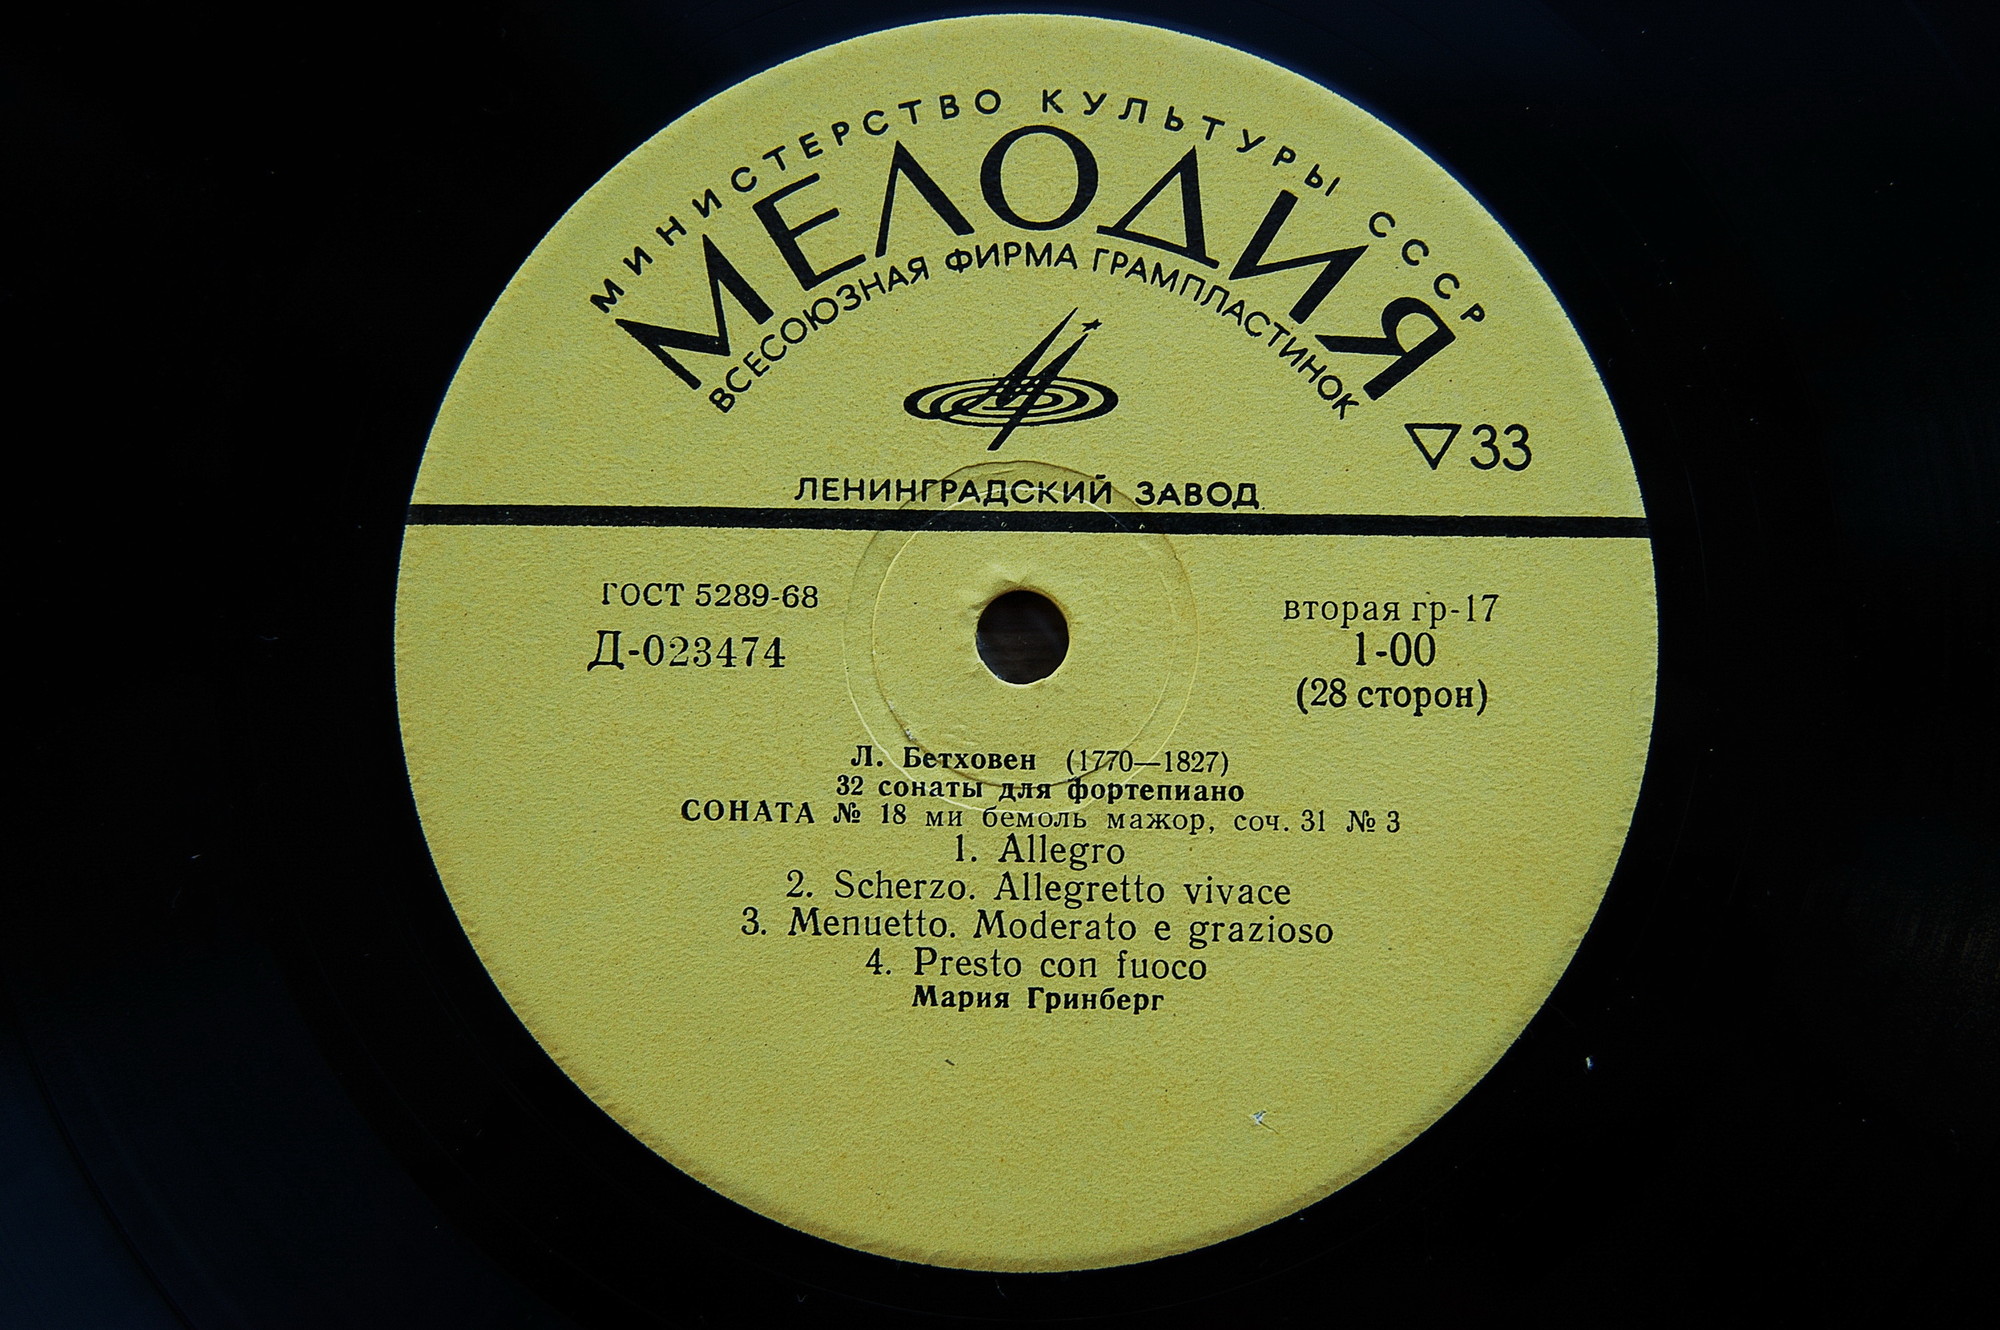 МИНИСТЕРСТВО КУЛЬТУРЫ СССР
МЕЛОДИЯ
ВСЕСОЮЗНАЯ ФИРМА ГРАМПЛАСТИНОК
▽33
ЛЕНИНГРАДСКИЙ ЗАВОД
ГОСТ 5289-68
Д-023474
вторая гр-17
1-00
(28 сторон)
Л. Бетховен (1770—1827)
32 сонаты для фортепиано
СОНАТА № 18 ми бемоль мажор, соч. 31 № 3
1. Allegro
2. Scherzo. Allegretto vivace
3. Menuetto. Moderato e grazioso
4. Presto con fuoco
Мария Гринберг